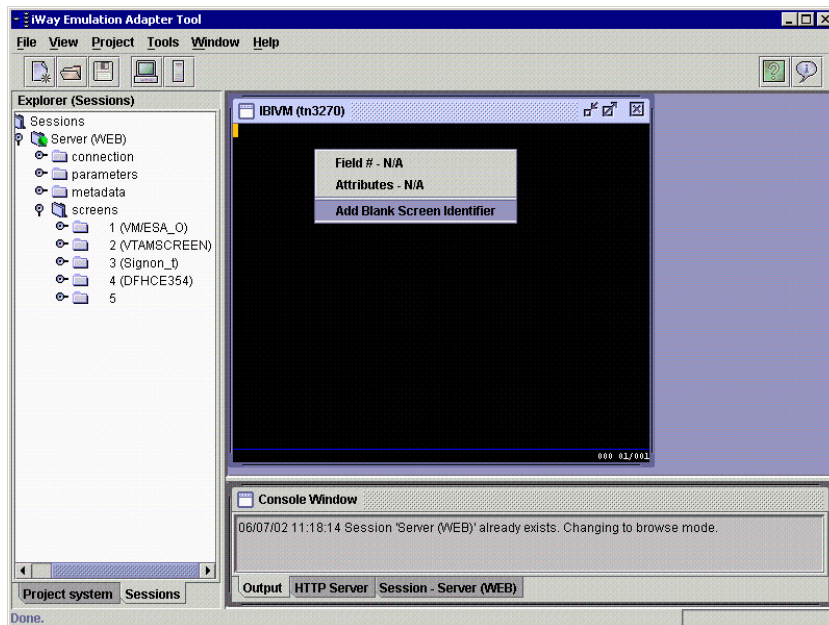 iWay Emulation Adapter Tool
File View Project Tools Window Help
Explorer (Sessions)
Sessions
Server (WEB)
connection
parameters
metadata
screens
1 (VM/ESA_O)
2 (VTAMSCREEN)
3 (Signon_t)
4 (DFHCE354)
5
Project system Sessions
IBIVM (tn3270)
Field # - N/A
Attributes - N/A
Add Blank Screen Identifier
000 01/001
Console Window
06/07/02 11:18:14 Session 'Server (WEB)' already exists. Changing to browse mode.
Output HTTP Server Session - Server (WEB)
Done.